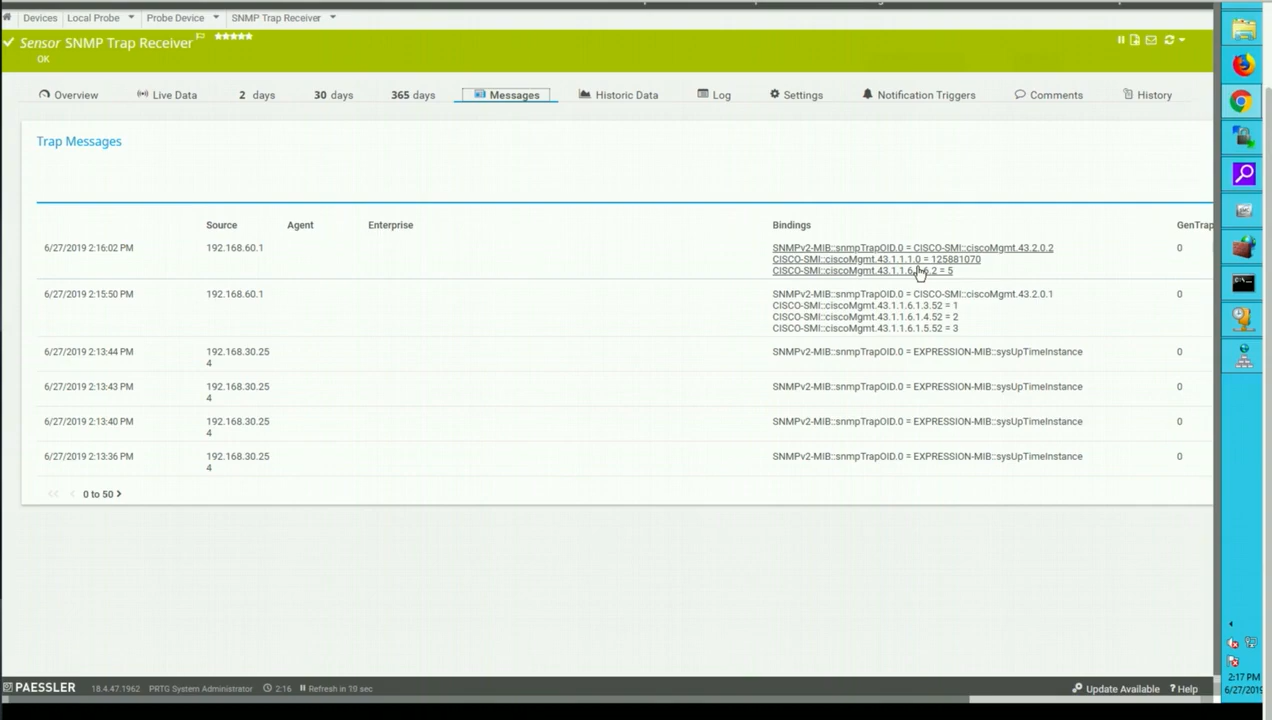 Devices Local Probe Probe Device SNMP Trap Receiver
Sensor SNMP Trap Receiver
OK
Overview Live Data 2 days 30 days 365 days Messages Historic Data Log Settings Notification Triggers Comments History
Trap Messages
Source Agent Enterprise Bindings GenTrap
6/27/2019 2:16:02 PM 192.168.60.1 SNMPv2-MIB::snmpTrapOID.0 = CISCO-SMI::ciscoMgmt.43.2.0.2 0
CISCO-SMI::ciscoMgmt.43.1.1.1.0 = 125881070
CISCO-SMI::ciscoMgmt.43.1.1.6 6.2 = 5
6/27/2019 2:15:50 PM 192.168.60.1 SNMPv2-MIB::snmpTrapOID.0 = CISCO-SMI::ciscoMgmt.43.2.0.1 0
CISCO-SMI::ciscoMgmt.43.1.1.6.1.3.52 = 1
CISCO-SMI::ciscoMgmt.43.1.1.6.1.4.52 = 2
CISCO-SMI::ciscoMgmt.43.1.1.6.1.5.52 = 3
6/27/2019 2:13:44 PM 192.168.30.25 SNMPv2-MIB::snmpTrapOID.0 = EXPRESSION-MIB::sysUpTimeInstance 0
4
6/27/2019 2:13:43 PM 192.168.30.25 SNMPv2-MIB::snmpTrapOID.0 = EXPRESSION-MIB::sysUpTimeInstance 0
4
6/27/2019 2:13:40 PM 192.168.30.25 SNMPv2-MIB::snmpTrapOID.0 = EXPRESSION-MIB::sysUpTimeInstance 0
4
6/27/2019 2:13:36 PM 192.168.30.25 SNMPv2-MIB::snmpTrapOID.0 = EXPRESSION-MIB::sysUpTimeInstance 0
4
<< < 0 to 50 >
PAESSLER 18.4.47.1962 PRTG System Administrator 2:16 Refresh in 19 sec Update Available ? Help
2:17 PM
6/27/2019